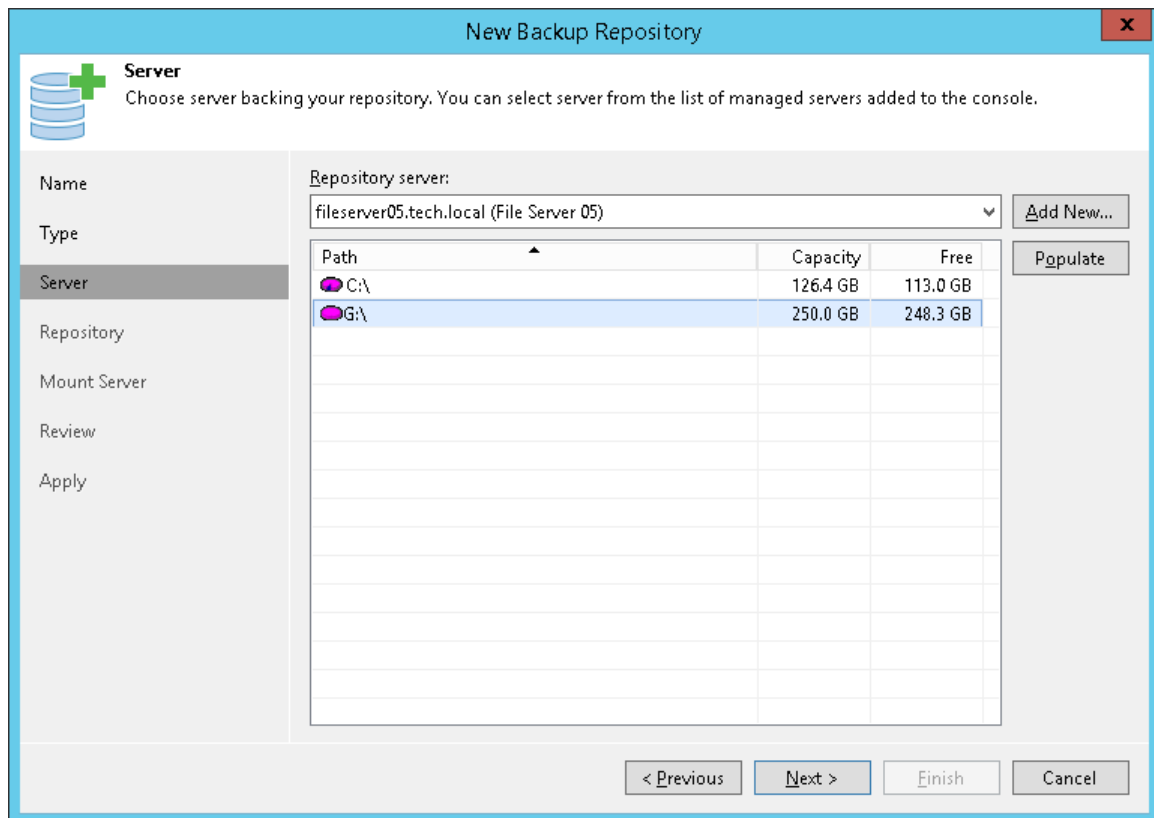 New Backup Repository
x
Server
Choose server backing your repository. You can select server from the list of managed servers added to the console.
Name
Type
Server
Repository
Mount Server
Review
Apply
Repository server:
fileserver05.tech.local (File Server 05)
Add New...
Populate
Path Capacity Free
C:\ 126.4 GB 113.0 GB
G:\ 250.0 GB 248.3 GB
< Previous Next > Finish Cancel